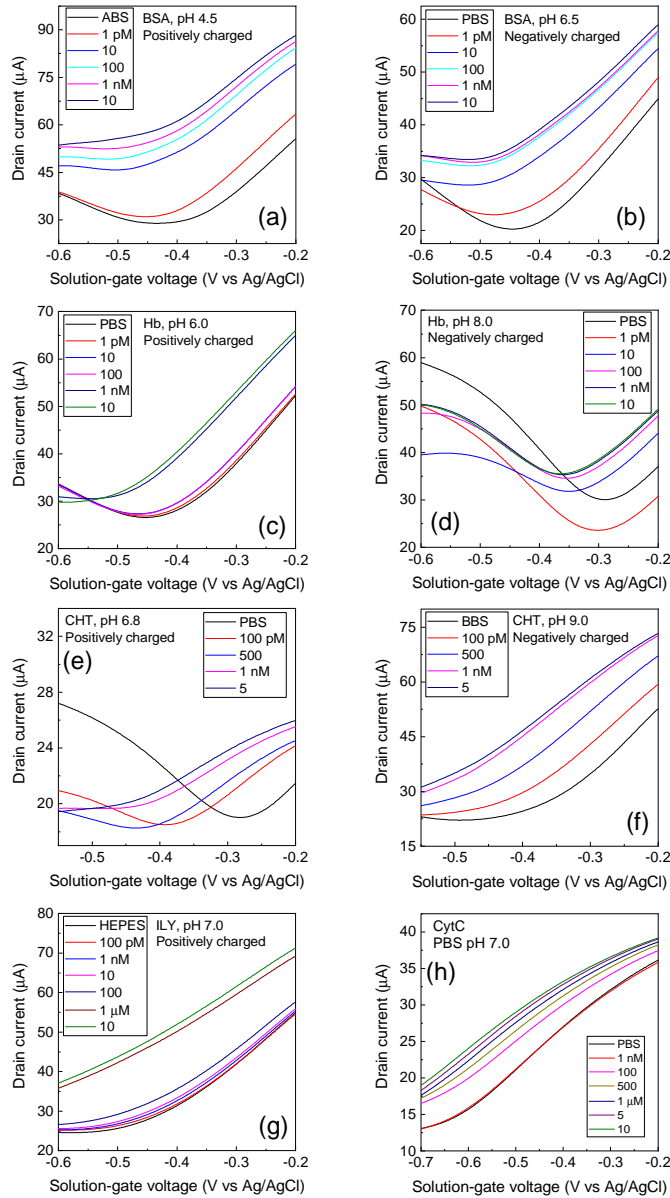 ABS
1 pM
10
100
1 nM
10
BSA, pH 4.5
Positively charged
90
75
60
45
30
(a)
-0.6 -0.5 -0.4 -0.3 -0.2
Drain current (μA)
Solution-gate voltage (V vs Ag/AgCl)
PBS
1 pM
10
100
1 nM
10
BSA, pH 6.5
Negatively charged
60
50
40
30
20
(b)
-0.6 -0.5 -0.4 -0.3 -0.2
Drain current (μA)
Solution-gate voltage (V vs Ag/AgCl)
PBS
1 pM
10
100
1 nM
10
Hb, pH 6.0
Positively charged
70
60
50
40
30
20
(c)
-0.6 -0.5 -0.4 -0.3 -0.2
Drain current (μA)
Solution-gate voltage (V vs Ag/AgCl)
Hb, pH 8.0
Negatively charged
PBS
1 pM
10
100
1 nM
10
70
60
50
40
30
20
(d)
-0.6 -0.5 -0.4 -0.3 -0.2
Drain current (μA)
Solution-gate voltage (V vs Ag/AgCl)
CHT, pH 6.8
Positively charged
(e)
PBS
100 pM
500
1 nM
5
32
28
24
20
-0.5 -0.4 -0.3 -0.2
Drain current (μA)
Solution-gate voltage (V vs Ag/AgCl)
BBS
100 pM
500
1 nM
5
CHT, pH 9.0
Negatively charged
75
60
45
30
15
(f)
-0.5 -0.4 -0.3 -0.2
Drain current (μA)
Solution-gate voltage (V vs Ag/AgCl)
HEPES
100 pM
1 nM
10
100
1 μM
10
ILY, pH 7.0
Positively charged
80
70
60
50
40
30
20
(g)
-0.6 -0.5 -0.4 -0.3 -0.2
Drain current (μA)
Solution-gate voltage (V vs Ag/AgCl)
CytC
PBS pH 7.0
(h)
PBS
1 nM
100
500
1 μM
5
10
40
35
30
25
20
15
10
-0.7 -0.6 -0.5 -0.4 -0.3 -0.2
Drain current (μA)
Solution-gate voltage (V vs Ag/AgCl)